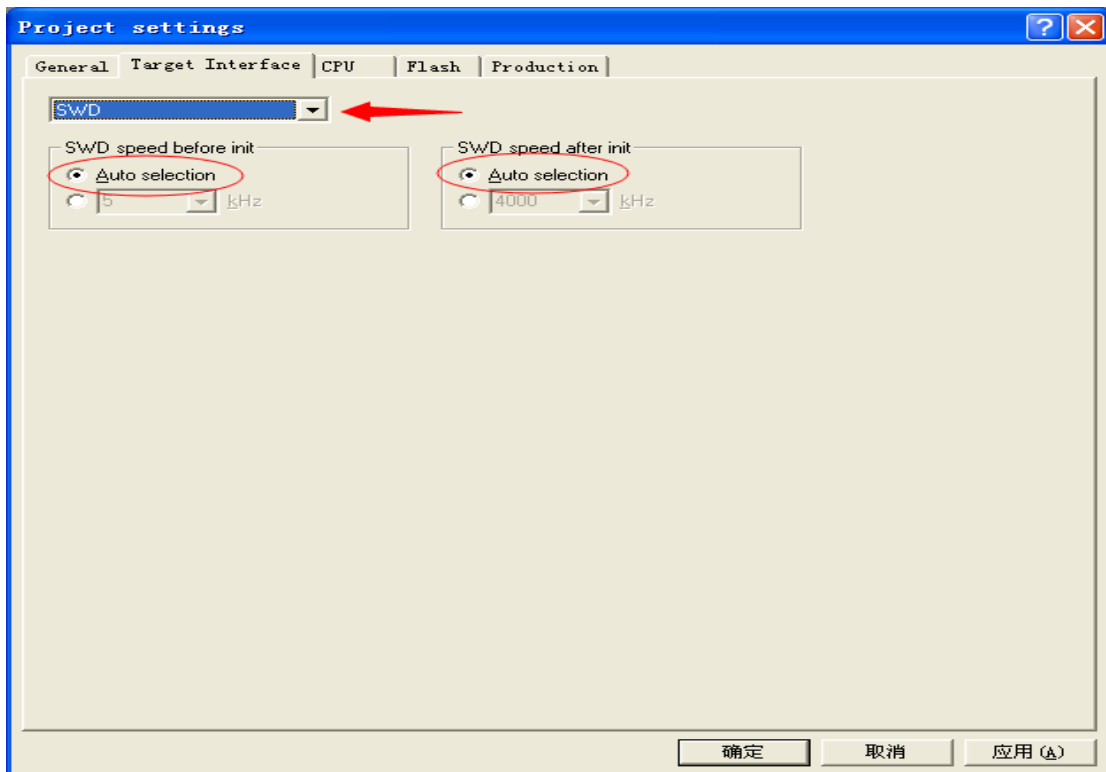 Project settings
General Target Interface CPU Flash Production
SWD
SWD speed before init
Auto selection
5 kHz
SWD speed after init
Auto selection
4000 kHz
确定 取消 应用(A)